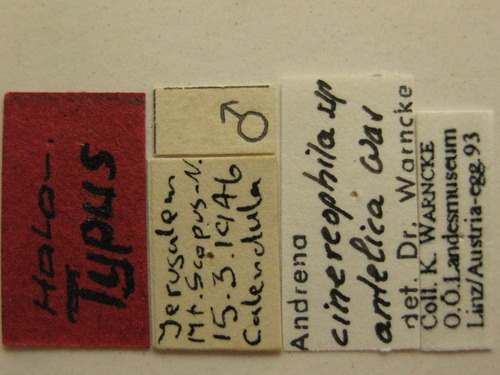 Holo-.
Typus
♂
Jerusalem
Mt. Scopus-N.
15-3.1946
Calendula
Andrena
cinereophila ssp
antelica War
det. Dr. Warncke
Coll. K. WARNCKE
O.Ö.Landesmuseum
Linz/Austria-egg.93